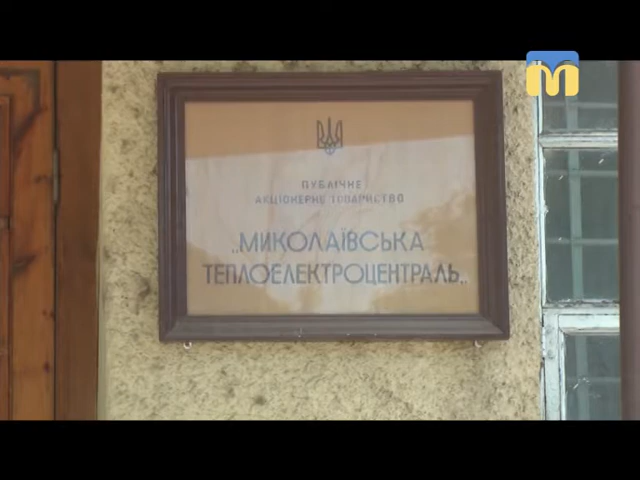 ПУБЛІЧНЕ
АКЦІОНЕРНЕ ТОВАРИСТВО
„МИКОЛАЇВСЬКА
ТЕПЛОЕЛЕКТРОЦЕНТРАЛЬ„